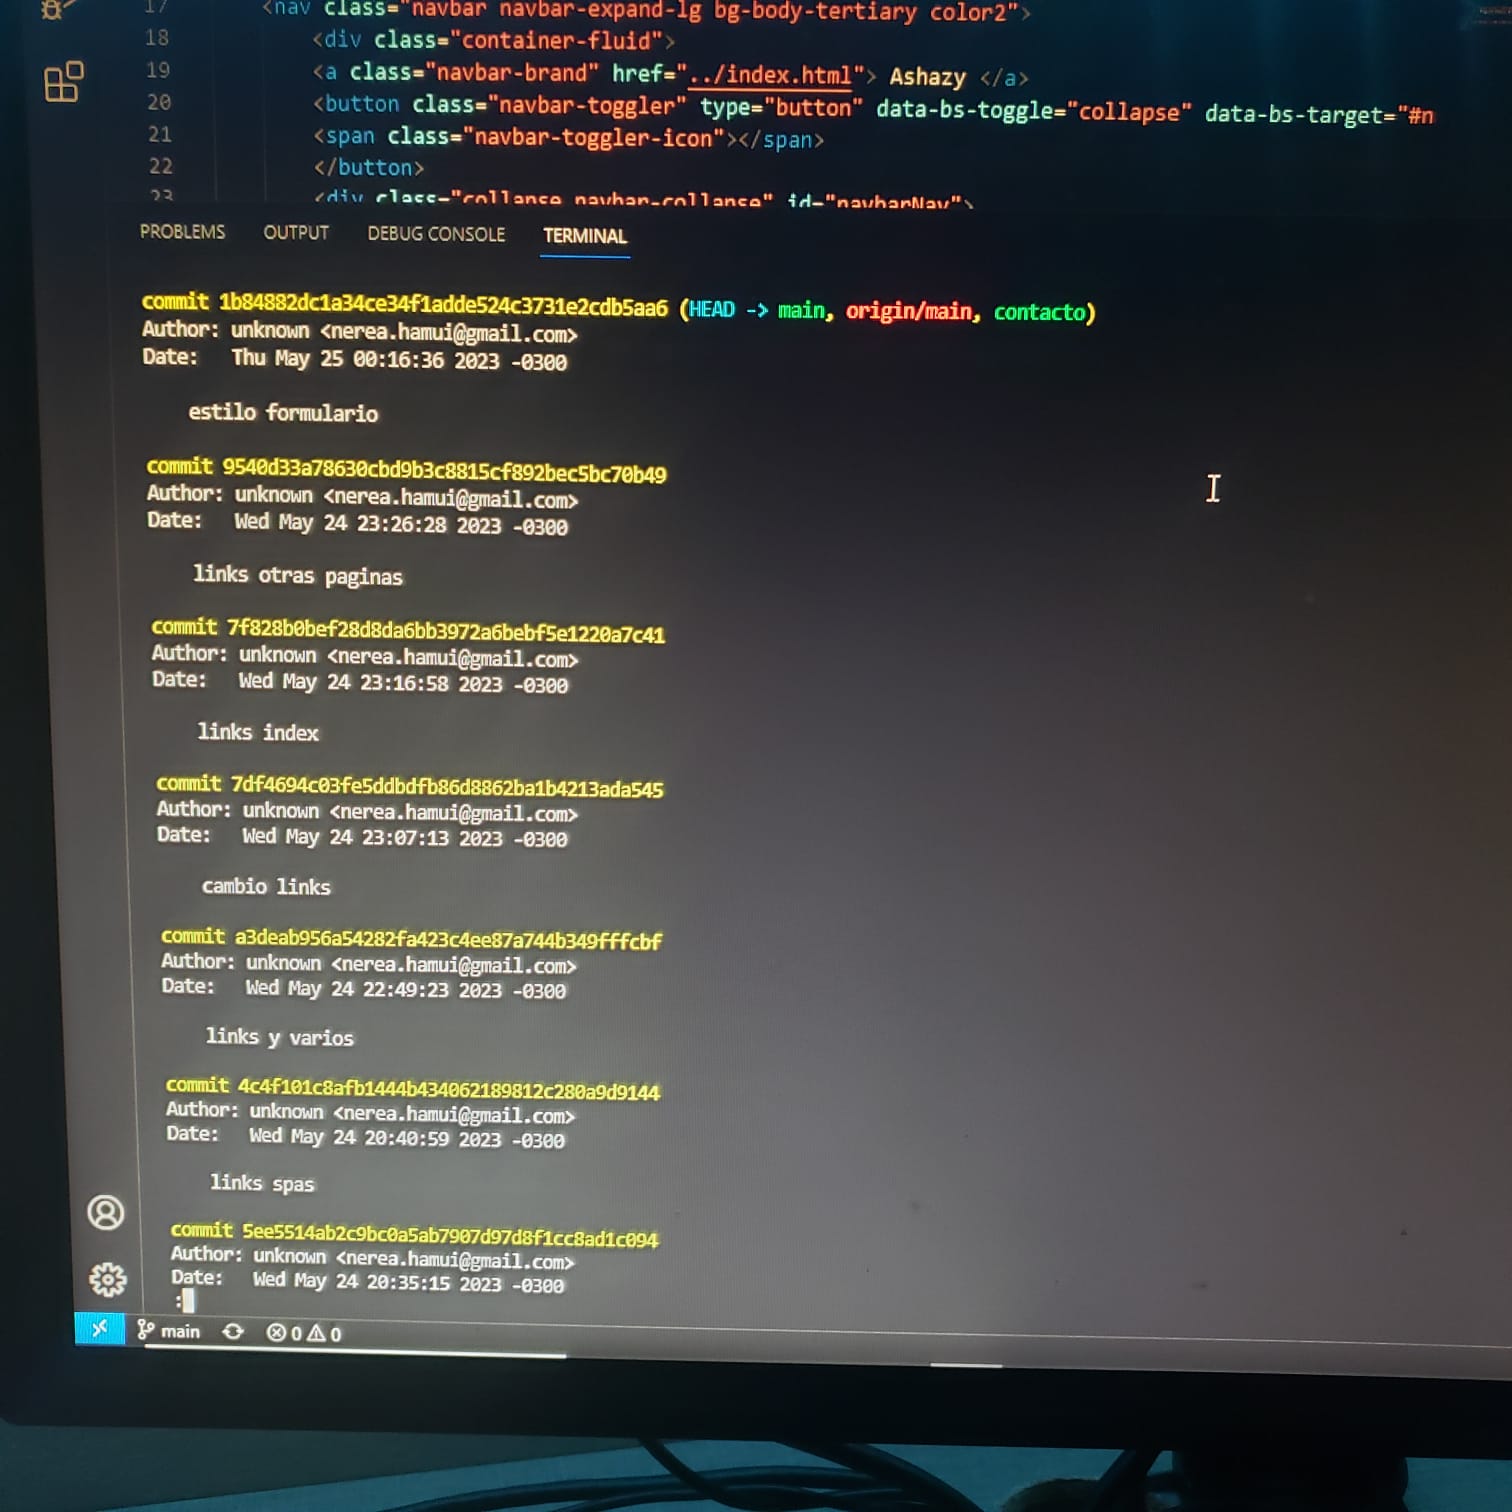 17 <nav class="navbar navbar-expand-lg bg-body-tertiary color2">
18 <div class="container-fluid">
19 <a class="navbar-brand" href="../index.html"> Ashazy </a>
20 <button class="navbar-toggler" type="button" data-bs-toggle="collapse" data-bs-target="#n
21 <span class="navbar-toggler-icon"></span>
22 </button>
23 <div class="collapse navbar-collapse" id="navbarNav">
PROBLEMS OUTPUT DEBUG CONSOLE TERMINAL
commit 1b84882dc1a34ce34f1adde524c3731e2cdb5aa6 (HEAD -> main, origin/main, contacto)
Author: unknown <nerea.hamui@gmail.com>
Date: Thu May 25 00:16:36 2023 -0300
estilo formulario
commit 9540d33a78630cbd9b3c8815cf892bec5bc70b49
Author: unknown <nerea.hamui@gmail.com>
Date: Wed May 24 23:26:28 2023 -0300
links otras paginas
commit 7f828b0bef28d8da6bb3972a6bebf5e1220a7c41
Author: unknown <nerea.hamui@gmail.com>
Date: Wed May 24 23:16:58 2023 -0300
links index
commit 7df4694c03fe5ddbdfb86d8862ba1b4213ada545
Author: unknown <nerea.hamui@gmail.com>
Date: Wed May 24 23:07:13 2023 -0300
cambio links
commit a3deab956a54282fa423c4ee87a744b349fffcbf
Author: unknown <nerea.hamui@gmail.com>
Date: Wed May 24 22:49:23 2023 -0300
links y varios
commit 4c4f101c8afb1444b434062189812c280a9d9144
Author: unknown <nerea.hamui@gmail.com>
Date: Wed May 24 20:40:59 2023 -0300
links spas
commit 5ee5514ab2c9bc0a5ab7907d97d8f1cc8ad1c094
Author: unknown <nerea.hamui@gmail.com>
Date: Wed May 24 20:35:15 2023 -0300
:
main 0 0